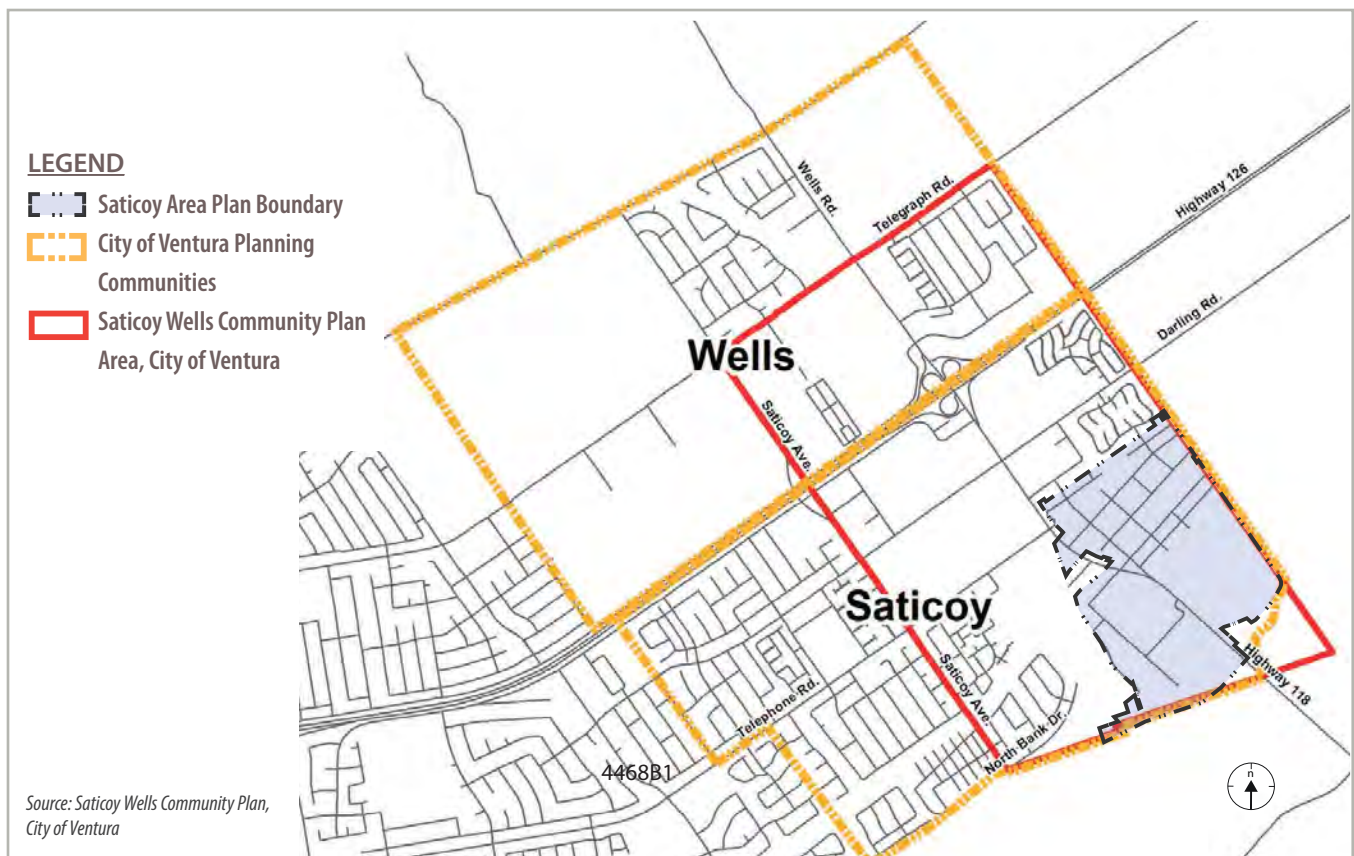 LEGEND
Saticoy Area Plan Boundary
City of Ventura Planning
Communities
Saticoy Wells Community Plan
Area, City of Ventura
Wells Rd.
Telegraph Rd.
Highway 126
Darling Rd.
Wells
Saticoy Ave.
Saticoy
Saticoy Ave.
Highway 118
Telephone Rd.
North Bank Dr.
4468B1
n
Source: Saticoy Wells Community Plan,
City of Ventura